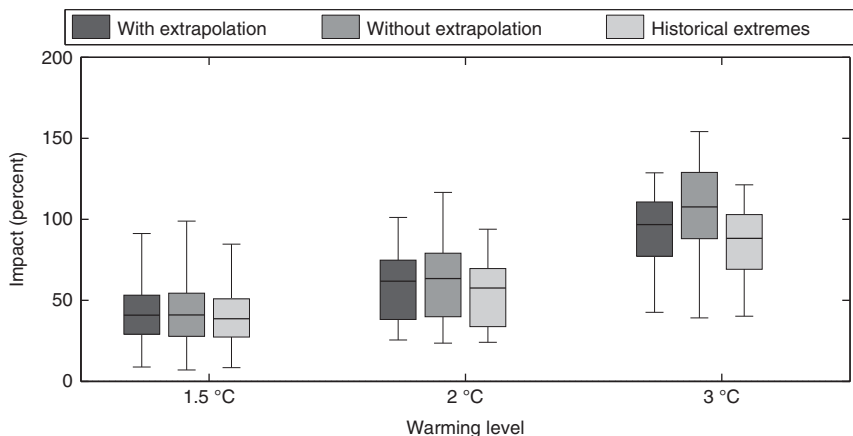 With extrapolation Without extrapolation Historical extremes
200
150
100
50
0
Impact (percent)
1.5 °C 2 °C 3 °C
Warming level